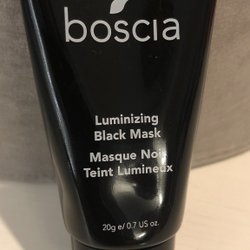 boscia
Luminizing
Black Mask
Masque Noir
Teint Lumineux
20g e/ 0.7 US oz.